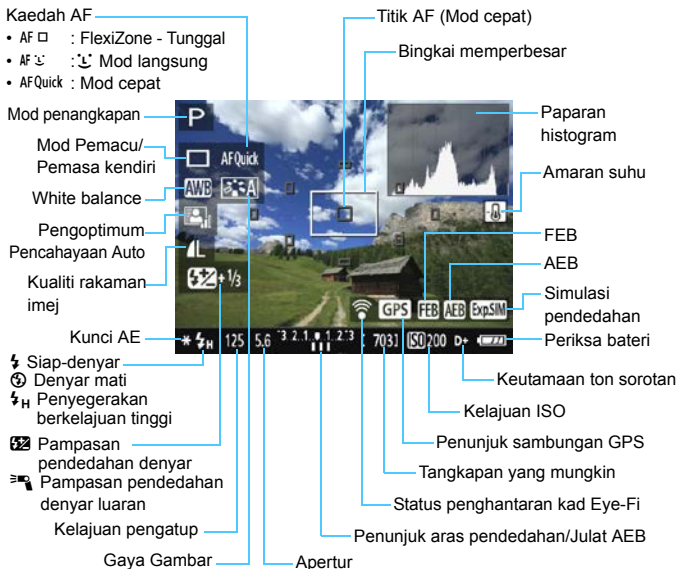 Kaedah AF
• AF □ : FlexiZone - Tunggal
• AF : Mod langsung
• AFQuick : Mod cepat
Mod penangkapan
Mod Pemacu/
Pemasa kendiri
White balance
Pengoptimum
Pencahayaan Auto
Kualiti rakaman
imej
Kunci AE
Siap-denyar
Denyar mati
H Penyegerakan
berkelajuan tinggi
Pampasan
pendedahan denyar
Pampasan pendedahan
denyar luaran
Kelajuan pengatup
Gaya Gambar
Apertur
Titik AF (Mod cepat)
Bingkai memperbesar
Paparan
histogram
Amaran suhu
FEB
AEB
Simulasi
pendedahan
Periksa bateri
Keutamaan ton sorotan
Kelajuan ISO
Penunjuk sambungan GPS
Tangkapan yang mungkin
Status penghantaran kad Eye-Fi
Penunjuk aras pendedahan/Julat AEB
P
AFQuick
AWB A
L
+1/3
GPS FEB AEB Exp.SIM
* H 125 5.6 -3..2..1..▮..1..2..+3 [ 7031 ISO 200 D+